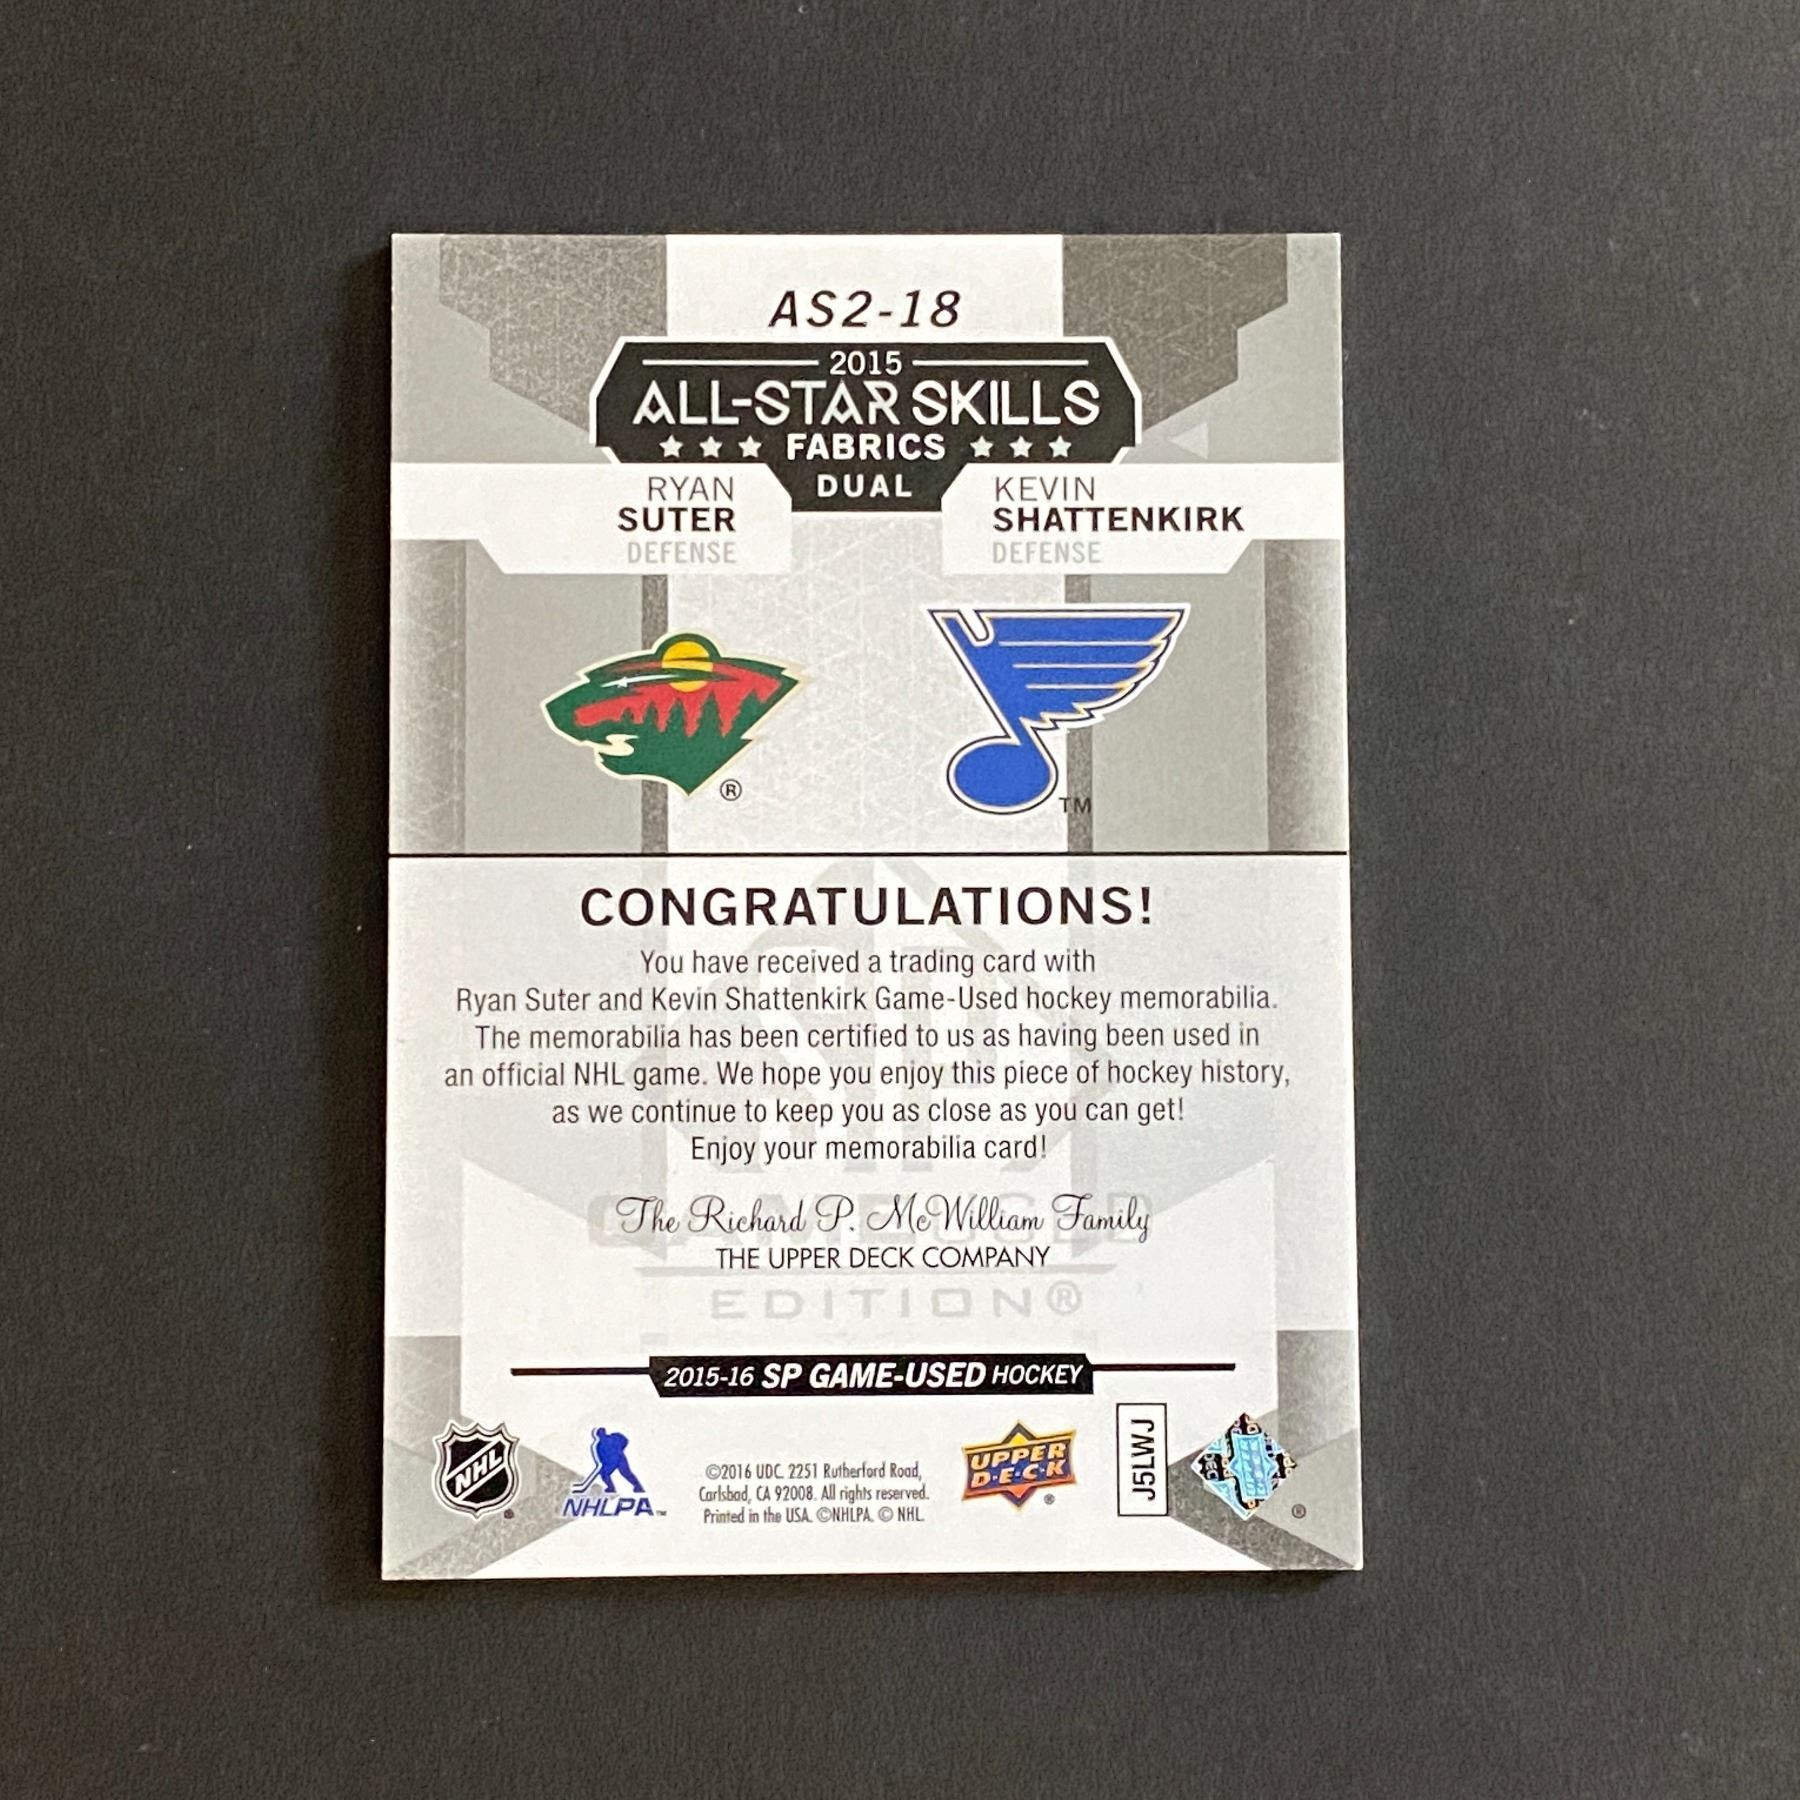 AS2-18
2015
ALL-STAR SKILLS
★ ★ ★ FABRICS ★ ★ ★
DUAL
RYAN
SUTER
DEFENSE
KEVIN
SHATTENKIRK
DEFENSE
®
TM
CONGRATULATIONS!
You have received a trading card with
Ryan Suter and Kevin Shattenkirk Game-Used hockey memorabilia.
The memorabilia has been certified to us as having been used in
an official NHL game. We hope you enjoy this piece of hockey history,
as we continue to keep you as close as you can get!
Enjoy your memorabilia card!
The Richard P. McWilliam Family
GAME USED
THE UPPER DECK COMPANY
EDITION®
2015-16 SP GAME-USED HOCKEY
NHL ®
NHLPA™
©2016 UDC. 2251 Rutherford Road,
Carlsbad, CA 92008. All rights reserved.
Printed in the USA. ©NHLPA. © NHL.
UPPER
D·E·C·K ®
J5LWJ
®